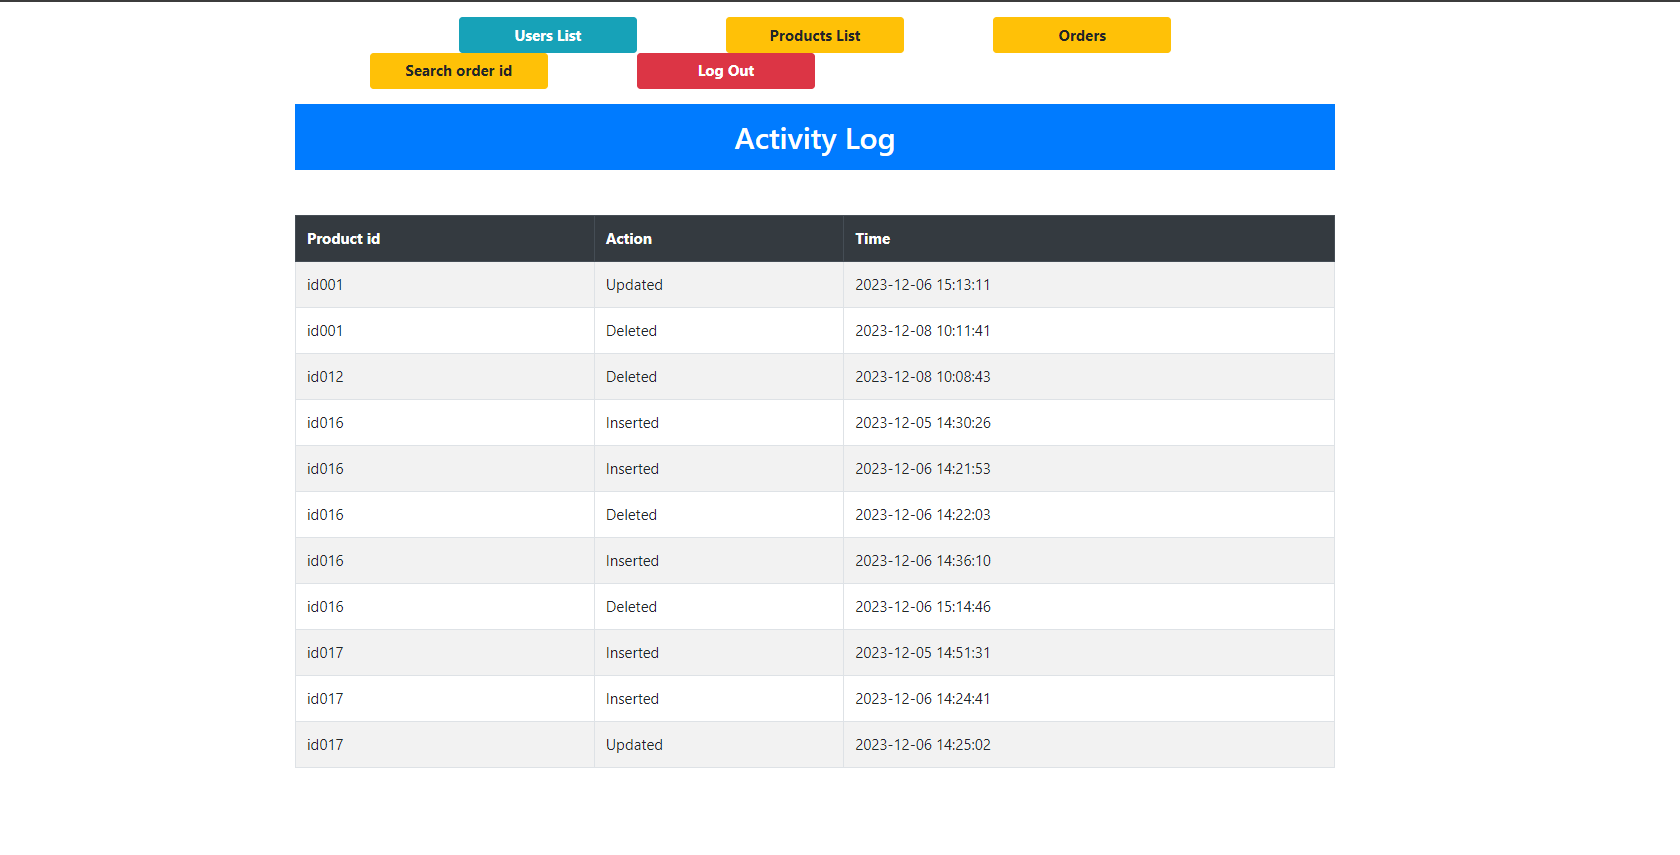 Users List Products List Orders
Search order id Log Out
Activity Log
Product id Action Time
id001 Updated 2023-12-06 15:13:11
id001 Deleted 2023-12-08 10:11:41
id012 Deleted 2023-12-08 10:08:43
id016 Inserted 2023-12-05 14:30:26
id016 Inserted 2023-12-06 14:21:53
id016 Deleted 2023-12-06 14:22:03
id016 Inserted 2023-12-06 14:36:10
id016 Deleted 2023-12-06 15:14:46
id017 Inserted 2023-12-05 14:51:31
id017 Inserted 2023-12-06 14:24:41
id017 Updated 2023-12-06 14:25:02